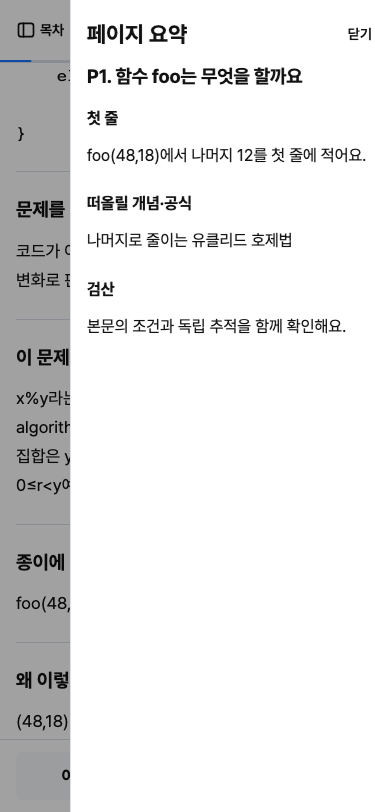 목차
페이지 요약
닫기
P1. 함수 foo는 무엇을 할까요
첫 줄
foo(48,18)에서 나머지 12를 첫 줄에 적어요.
떠올릴 개념·공식
나머지로 줄이는 유클리드 호제법
검산
본문의 조건과 독립 추적을 함께 확인해요.
}
문제를
코드가
변화로
이 문제
x%y라는
algorith
집합은 y
0≤r<y
종이에
foo(48,
왜 이렇
(48,18)